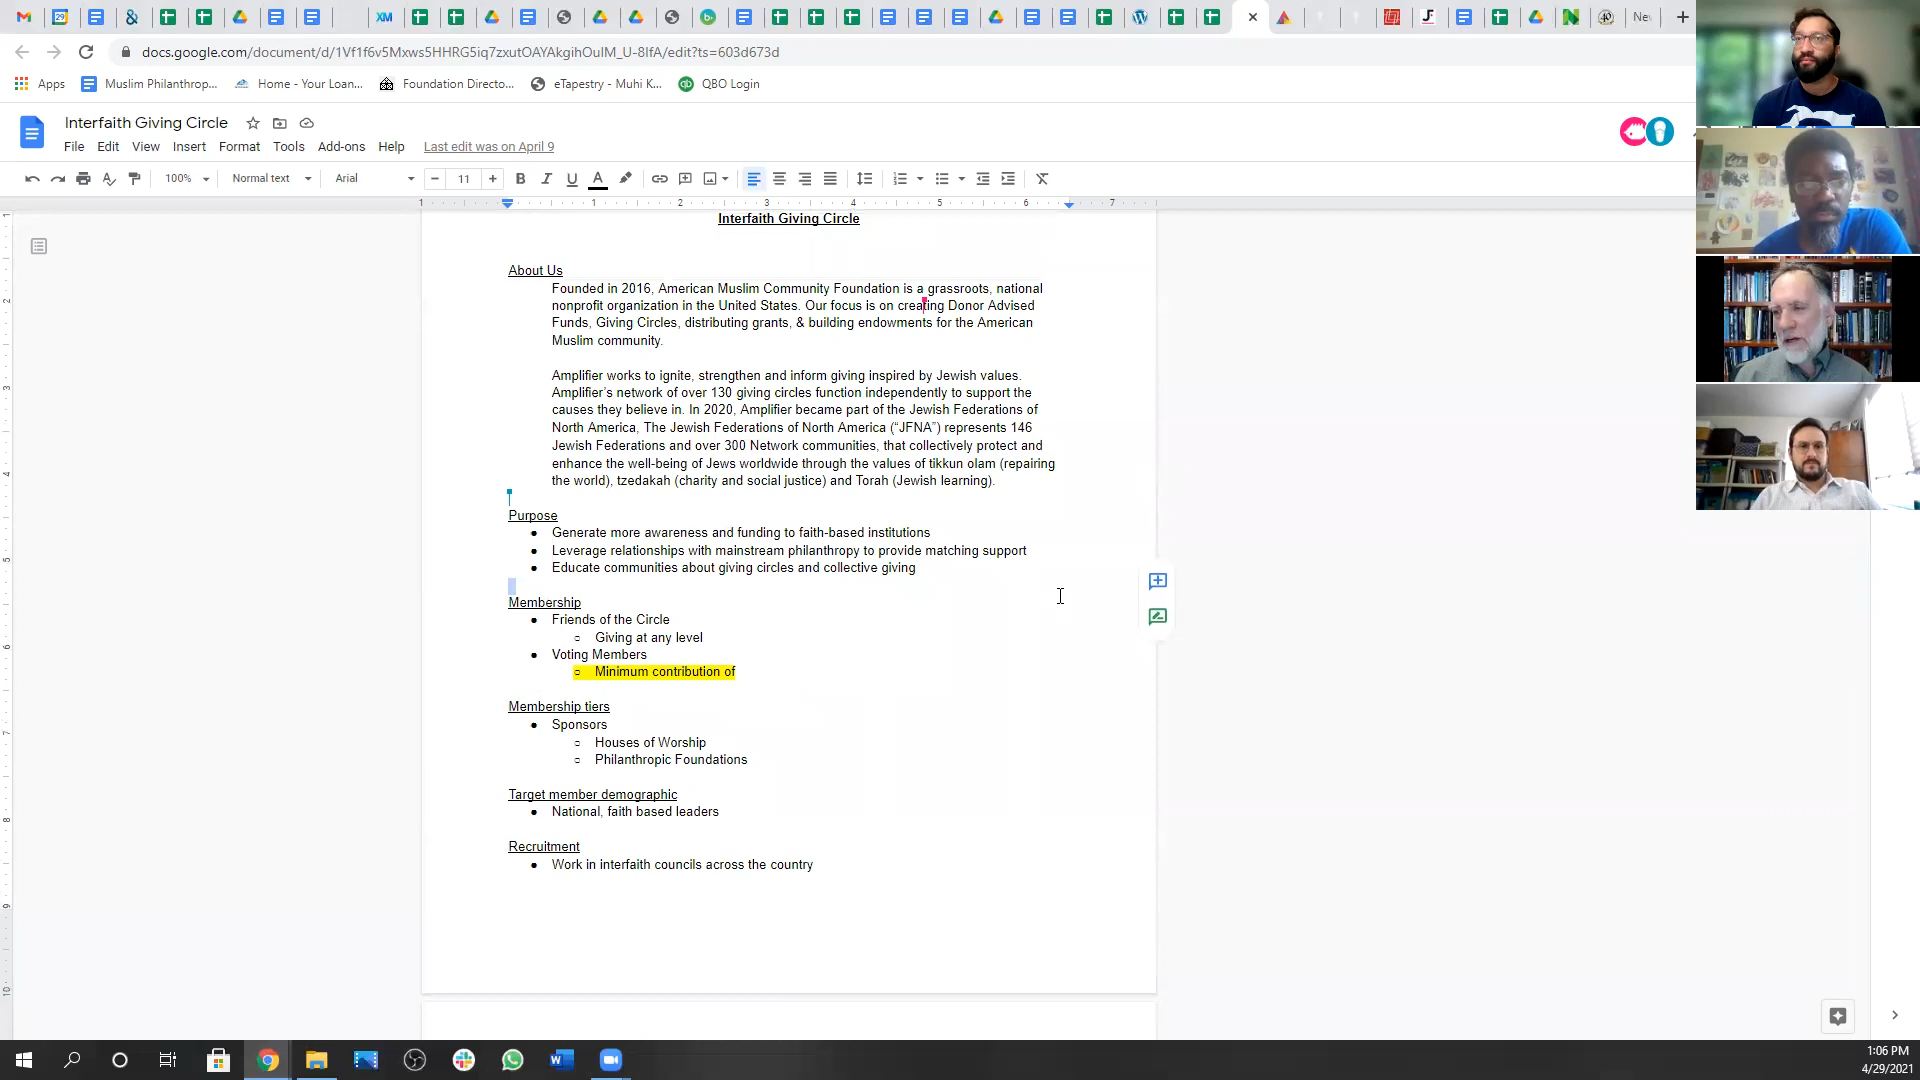 Nev
docs.google.com/document/d/1Vf1f6v5Mxws5HHRG5iq7zxutOAYAkgihOulM_U-8IfA/edit?ts=603d673d
Apps
Muslim Philanthrop...
Home - Your Loan...
Foundation Directo...
eTapestry - Muhi K...
QBO Login
Interfaith Giving Circle
File Edit View Insert Format Tools Add-ons Help Last edit was on April 9
100% Normal text Arial 11
1 1 2 3 4 5 6 7
Interfaith Giving Circle
About Us
Founded in 2016, American Muslim Community Foundation is a grassroots, national
nonprofit organization in the United States. Our focus is on creating Donor Advised
Funds, Giving Circles, distributing grants, & building endowments for the American
Muslim community.
Amplifier works to ignite, strengthen and inform giving inspired by Jewish values.
Amplifier’s network of over 130 giving circles function independently to support the
causes they believe in. In 2020, Amplifier became part of the Jewish Federations of
North America, The Jewish Federations of North America (“JFNA”) represents 146
Jewish Federations and over 300 Network communities, that collectively protect and
enhance the well-being of Jews worldwide through the values of tikkun olam (repairing
the world), tzedakah (charity and social justice) and Torah (Jewish learning).
Purpose
● Generate more awareness and funding to faith-based institutions
● Leverage relationships with mainstream philanthropy to provide matching support
● Educate communities about giving circles and collective giving
Membership
● Friends of the Circle
○ Giving at any level
● Voting Members
○ Minimum contribution of
Membership tiers
● Sponsors
○ Houses of Worship
○ Philanthropic Foundations
Target member demographic
● National, faith based leaders
Recruitment
● Work in interfaith councils across the country
1:06 PM
4/29/2021